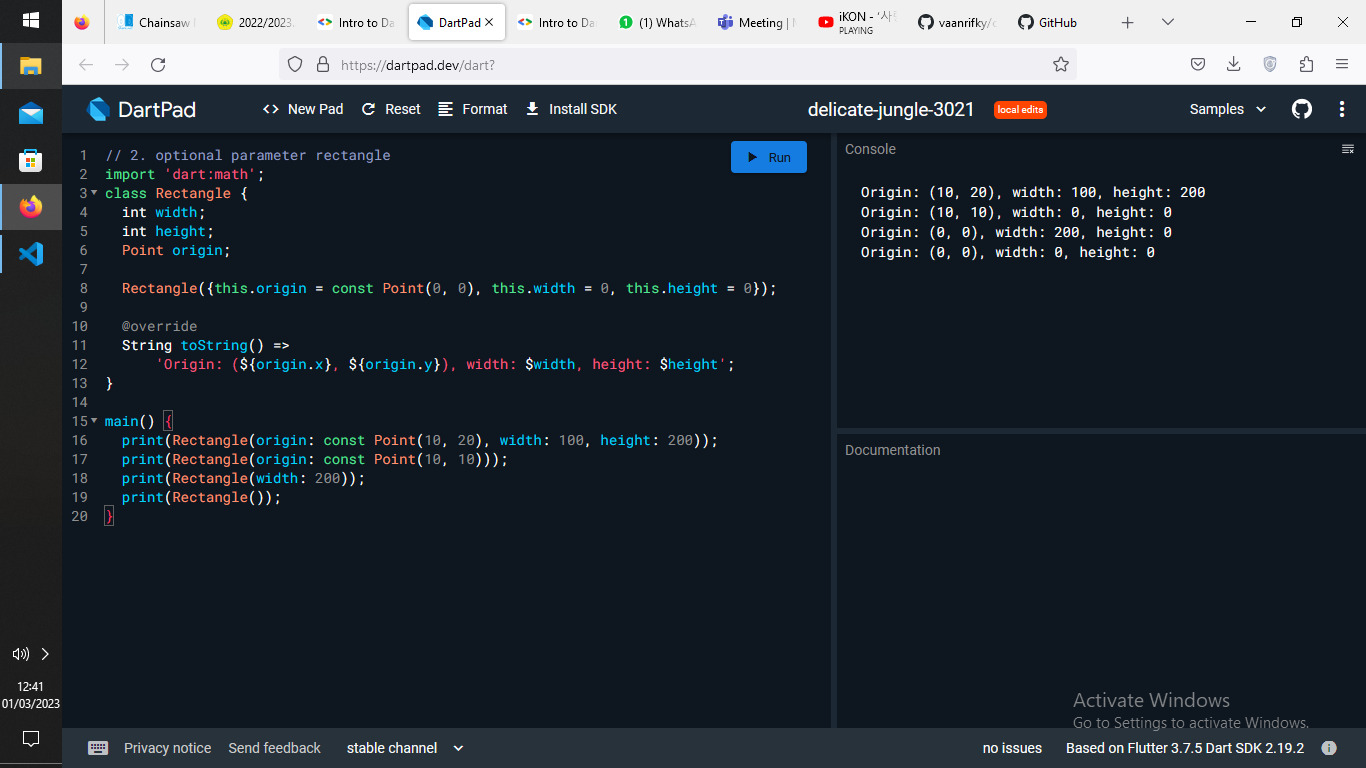 Chainsaw
2022/2023
Intro to Da
DartPad
Intro to Da
(1) WhatsA
Meeting |
iKON - '사
PLAYING
vaanrifky/
GitHub
https://dartpad.dev/dart?
DartPad
<> New Pad
Reset
Format
Install SDK
delicate-jungle-3021
local edits
Samples
1 // 2. optional parameter rectangle
2 import 'dart:math';
3 class Rectangle {
4 int width;
5 int height;
6 Point origin;
7
8 Rectangle({this.origin = const Point(0, 0), this.width = 0, this.height = 0});
9
10 @override
11 String toString() =>
12 'Origin: (${origin.x}, ${origin.y}), width: $width, height: $height';
13 }
14
15 main() {
16 print(Rectangle(origin: const Point(10, 20), width: 100, height: 200));
17 print(Rectangle(origin: const Point(10, 10)));
18 print(Rectangle(width: 200));
19 print(Rectangle());
20 }
Run
Console
Origin: (10, 20), width: 100, height: 200
Origin: (10, 10), width: 0, height: 0
Origin: (0, 0), width: 200, height: 0
Origin: (0, 0), width: 0, height: 0
Documentation
Activate Windows
Go to Settings to activate Windows.
12:41
01/03/2023
Privacy notice
Send feedback
stable channel
no issues
Based on Flutter 3.7.5 Dart SDK 2.19.2